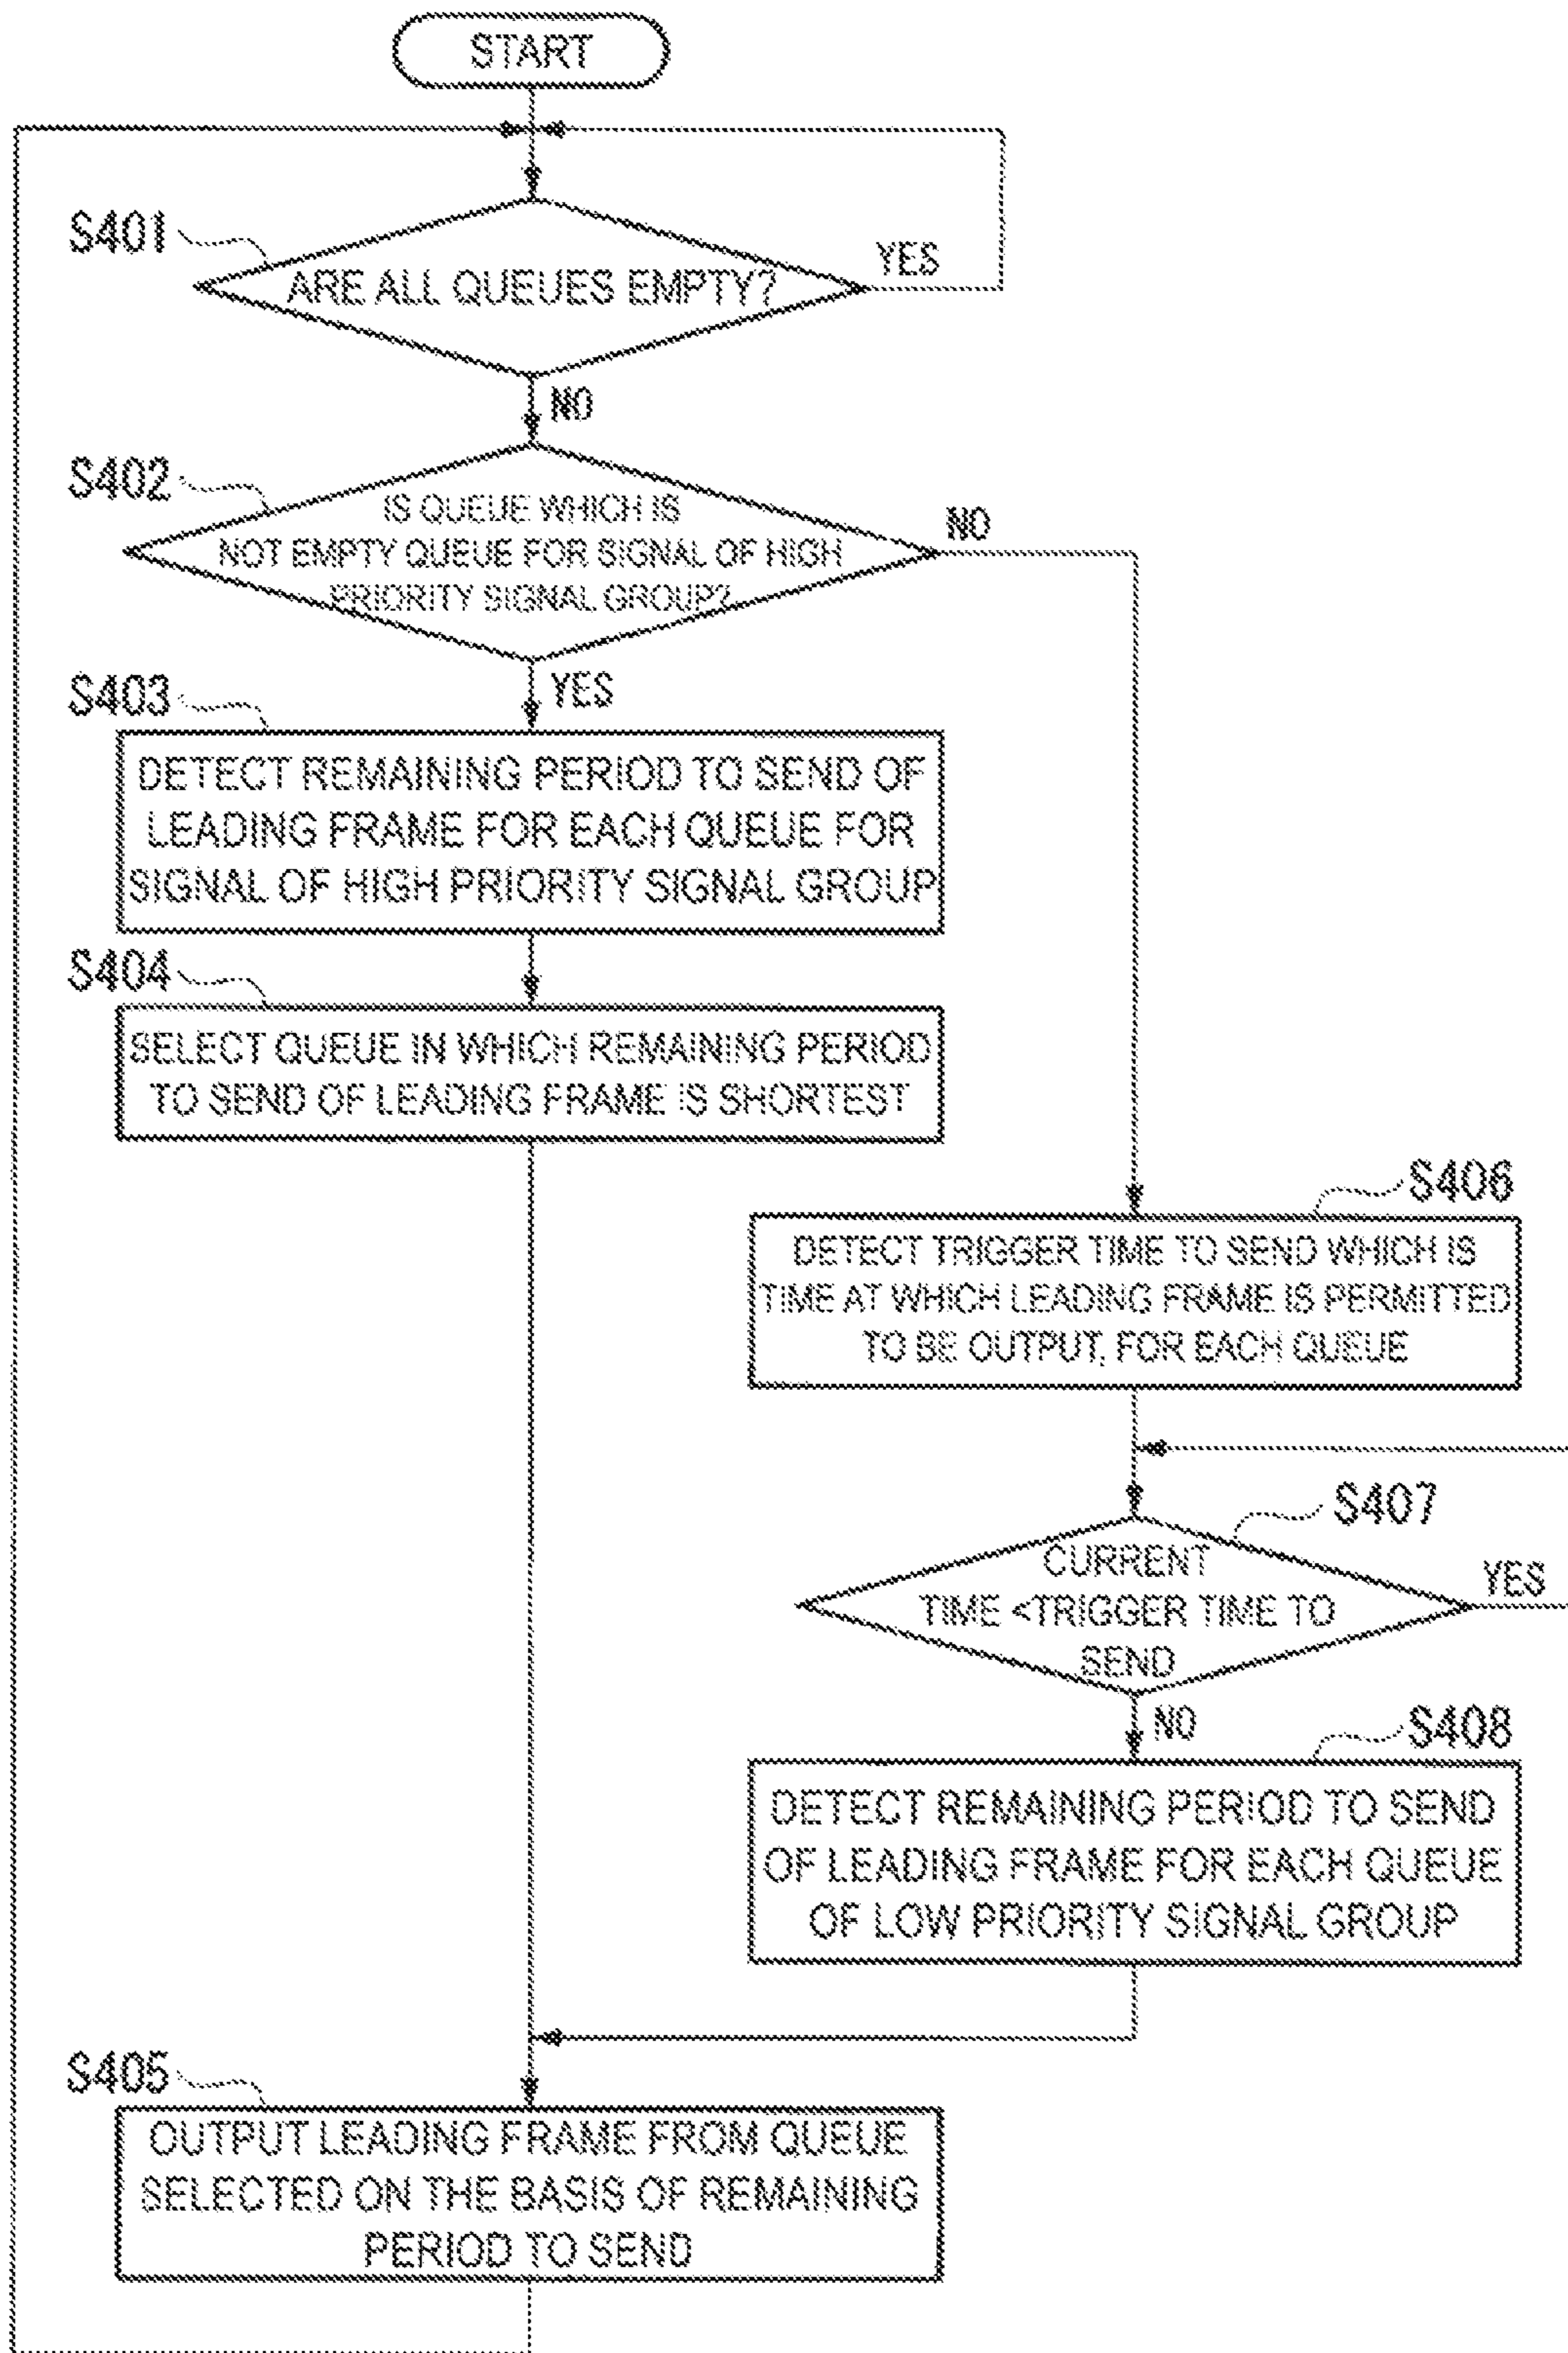 START
S401
ARE ALL QUEUES EMPTY?
YES
NO
S402
IS QUEUE WHICH IS
NOT EMPTY QUEUE FOR SIGNAL OF HIGH
PRIORITY SIGNAL GROUP?
NO
YES
S403
DETECT REMAINING PERIOD TO SEND OF
LEADING FRAME FOR EACH QUEUE FOR
SIGNAL OF HIGH PRIORITY SIGNAL GROUP
S404
SELECT QUEUE IN WHICH REMAINING PERIOD
TO SEND OF LEADING FRAME IS SHORTEST
S406
DETECT TRIGGER TIME TO SEND WHICH IS
TIME AT WHICH LEADING FRAME IS PERMITTED
TO BE OUTPUT, FOR EACH QUEUE
S407
CURRENT
TIME <TRIGGER TIME TO
SEND
YES
NO
S408
DETECT REMAINING PERIOD TO SEND
OF LEADING FRAME FOR EACH QUEUE
OF LOW PRIORITY SIGNAL GROUP
S405
OUTPUT LEADING FRAME FROM QUEUE
SELECTED ON THE BASIS OF REMAINING
PERIOD TO SEND